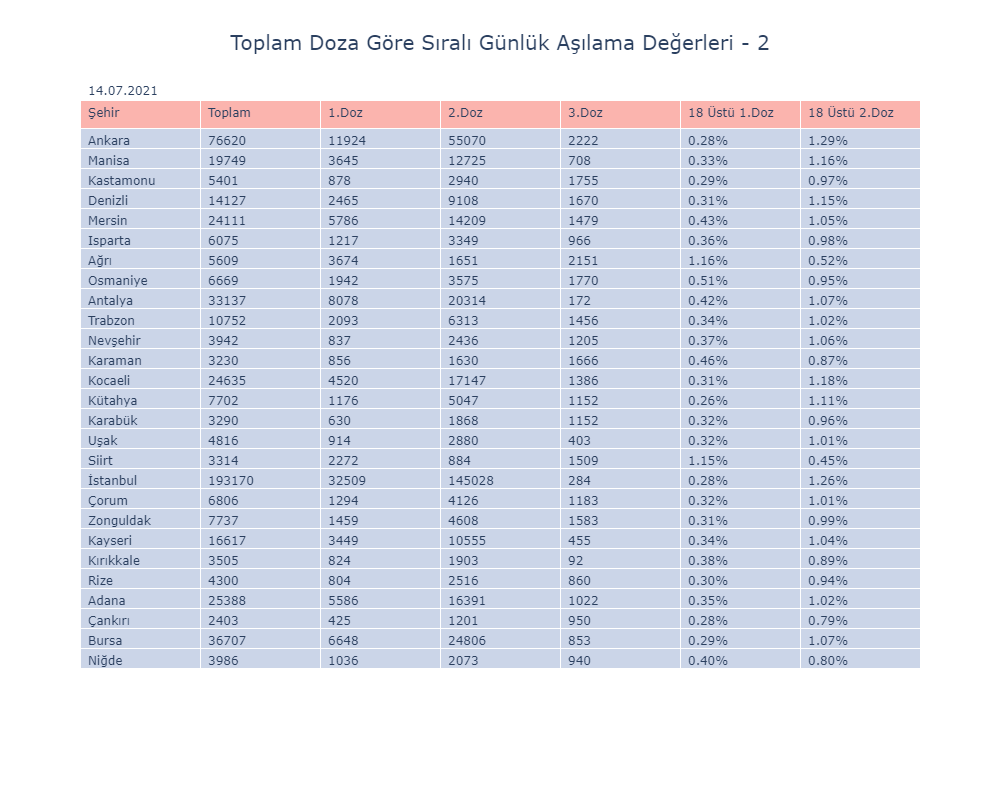 Toplam Doza Göre Sıralı Günlük Aşılama Değerleri - 2
14.07.2021
Şehir Toplam 1.Doz 2.Doz 3.Doz 18 Üstü 1.Doz 18 Üstü 2.Doz
Ankara 76620 11924 55070 2222 0.28% 1.29%
Manisa 19749 3645 12725 708 0.33% 1.16%
Kastamonu 5401 878 2940 1755 0.29% 0.97%
Denizli 14127 2465 9108 1670 0.31% 1.15%
Mersin 24111 5786 14209 1479 0.43% 1.05%
Isparta 6075 1217 3349 966 0.36% 0.98%
Ağrı 5609 3674 1651 2151 1.16% 0.52%
Osmaniye 6669 1942 3575 1770 0.51% 0.95%
Antalya 33137 8078 20314 172 0.42% 1.07%
Trabzon 10752 2093 6313 1456 0.34% 1.02%
Nevşehir 3942 837 2436 1205 0.37% 1.06%
Karaman 3230 856 1630 1666 0.46% 0.87%
Kocaeli 24635 4520 17147 1386 0.31% 1.18%
Kütahya 7702 1176 5047 1152 0.26% 1.11%
Karabük 3290 630 1868 1152 0.32% 0.96%
Uşak 4816 914 2880 403 0.32% 1.01%
Siirt 3314 2272 884 1509 1.15% 0.45%
İstanbul 193170 32509 145028 284 0.28% 1.26%
Çorum 6806 1294 4126 1183 0.32% 1.01%
Zonguldak 7737 1459 4608 1583 0.31% 0.99%
Kayseri 16617 3449 10555 455 0.34% 1.04%
Kırıkkale 3505 824 1903 92 0.38% 0.89%
Rize 4300 804 2516 860 0.30% 0.94%
Adana 25388 5586 16391 1022 0.35% 1.02%
Çankırı 2403 425 1201 950 0.28% 0.79%
Bursa 36707 6648 24806 853 0.29% 1.07%
Niğde 3986 1036 2073 940 0.40% 0.80%